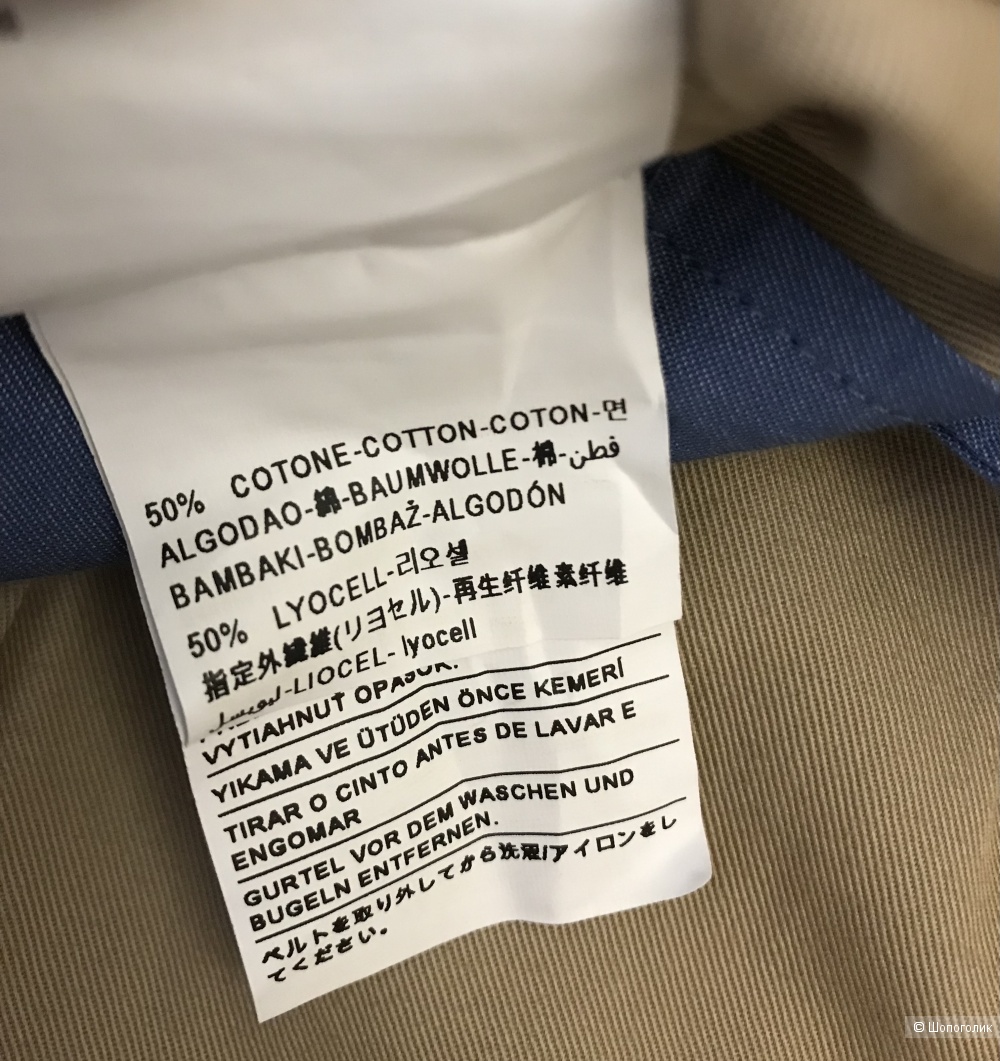 50% COTONE-COTTON-COTON-면
ALGODAO-綿-BAUMWOLLE-棉-قطن
BAMBAKI-BOMBAŽ-ALGODÓN
50% LYOCELL-리오셀
指定外繊維(リヨセル)-再生纤维素纤维
-LIOCEL- lyocell
VYTIAHNUŤ OPASOK.
YIKAMA VE ÜTÜDEN ÖNCE KEMERİ
TIRAR O CINTO ANTES DE LAVAR E
ENGOMAR
GURTEL VOR DEM WASCHEN UND
BUGELN ENTFERNEN.
ベルトを取り外してから洗濯/アイロンをし
てください。
© Шопоголик